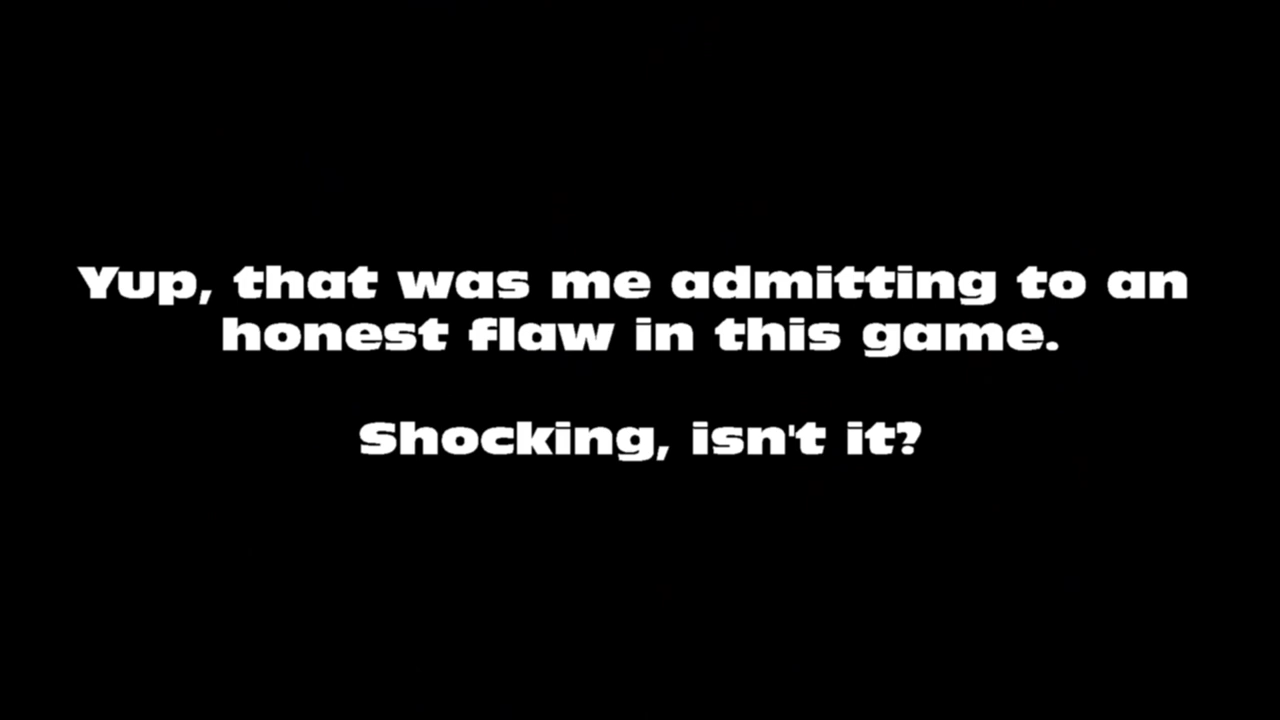 Yup, that was me admitting to an
honest flaw in this game.
Shocking, isn't it?